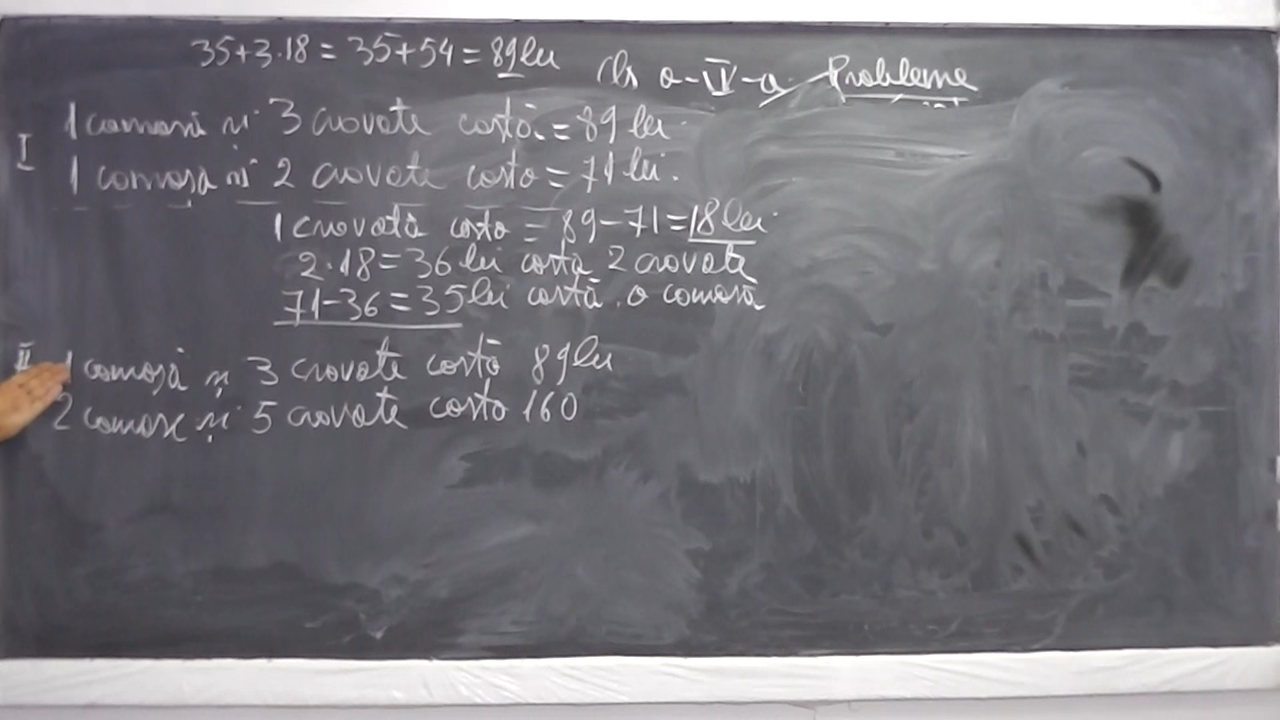 35+3·18 = 35+54 = 89 lei
Cls a-IV-a Probleme
I
1 cămașă și 3 cravate costă = 89 lei.
1 cămașă și 2 cravate costă = 71 lei.
1 cravată costă = 89-71 = 18 lei
2·18 = 36 lei costă 2 cravate
71-36 = 35 lei costă o cămașă
II 1 cămașă și 3 cravate costă 89 lei
2 cămăși și 5 cravate costă 160